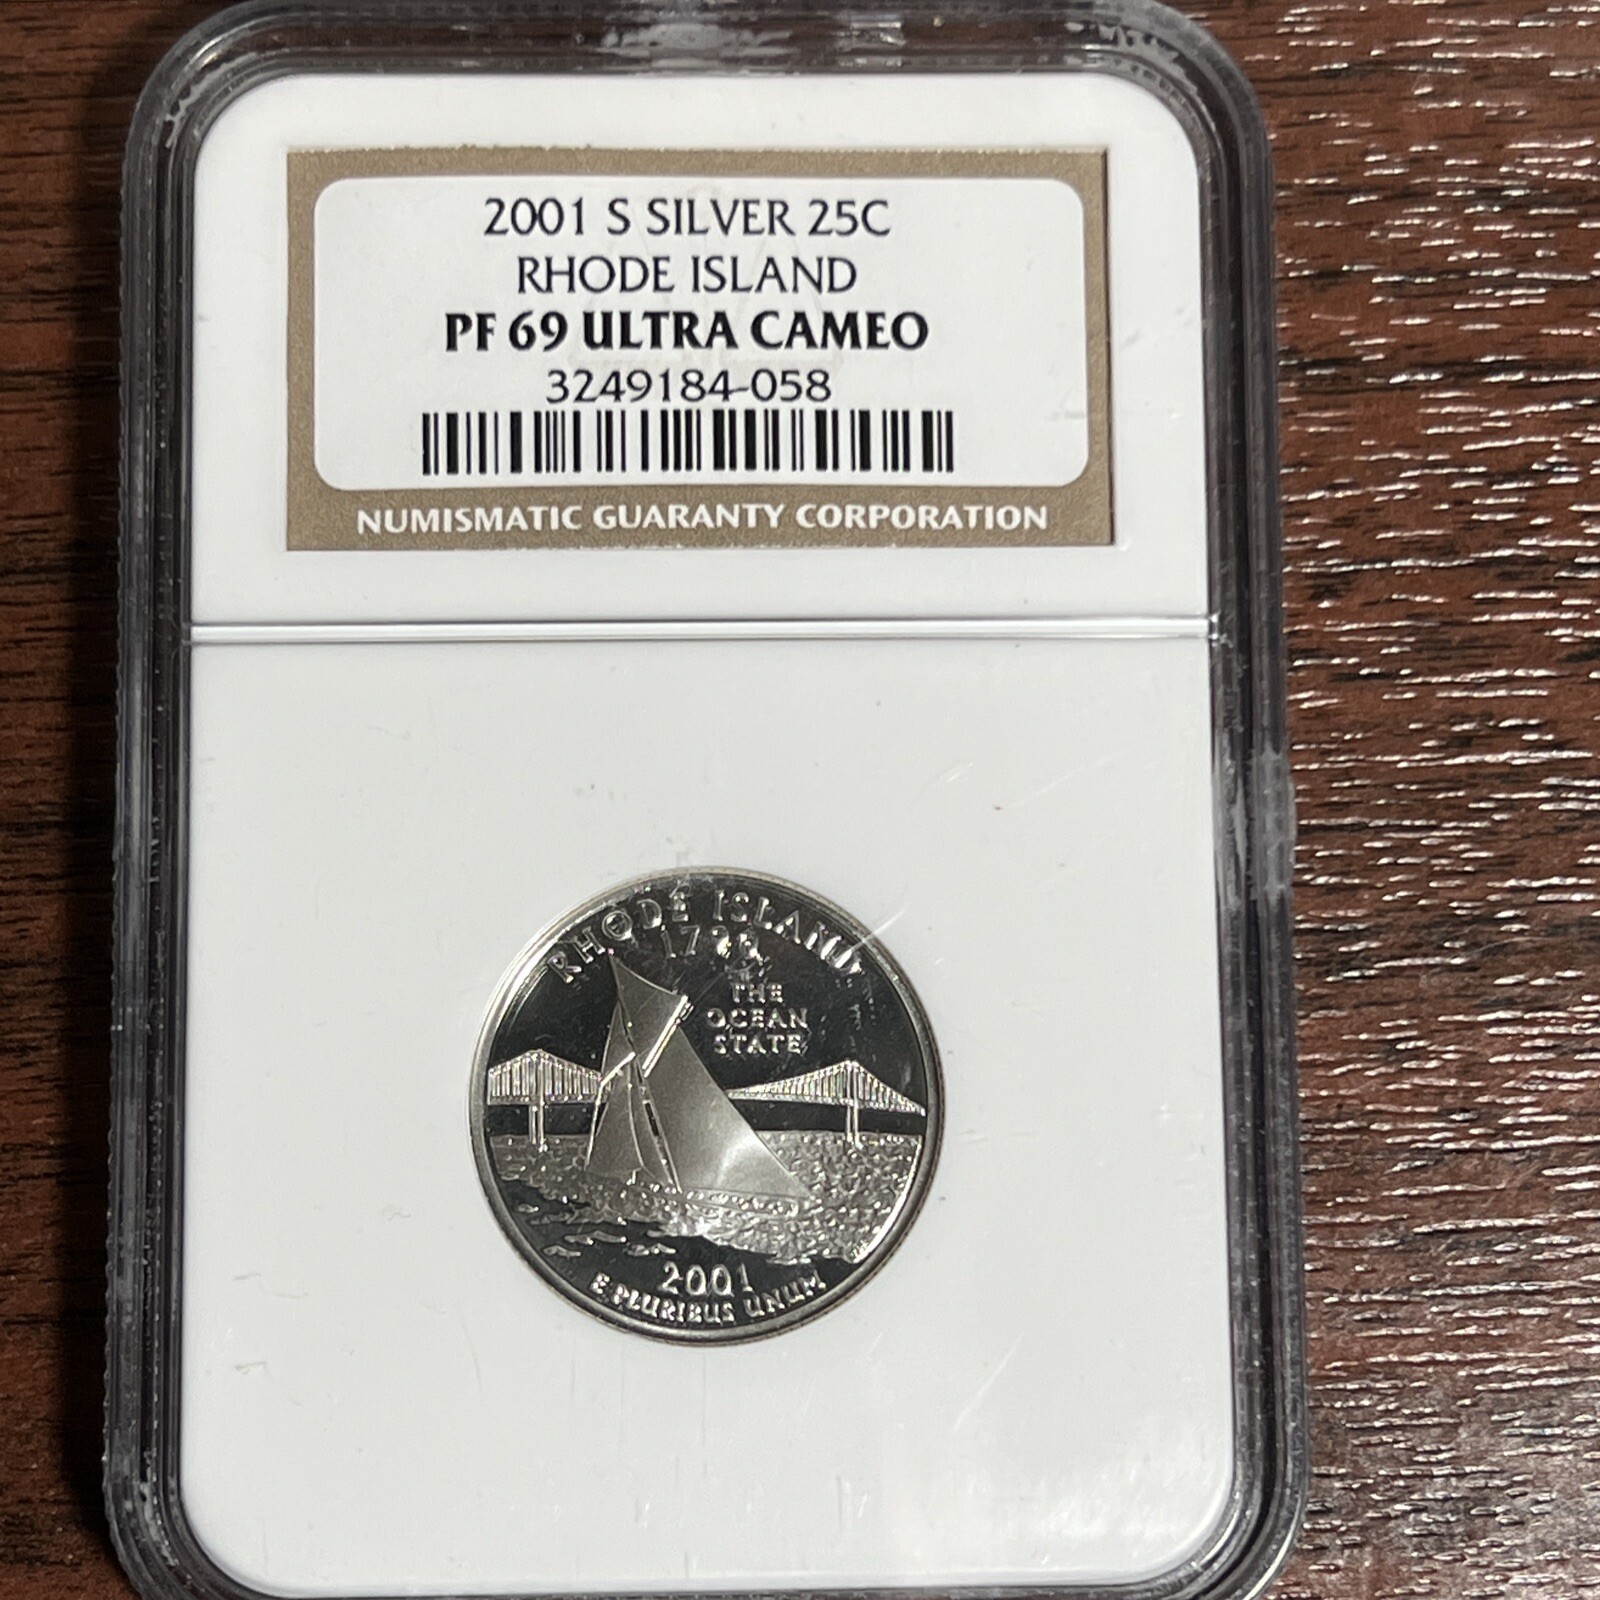 2001 S SILVER 25C
RHODE ISLAND
PF 69 ULTRA CAMEO
3249184-058
NUMISMATIC GUARANTY CORPORATION
RHODE ISLAND
1790
THE
OCEAN
STATE
2001
E PLURIBUS UNUM